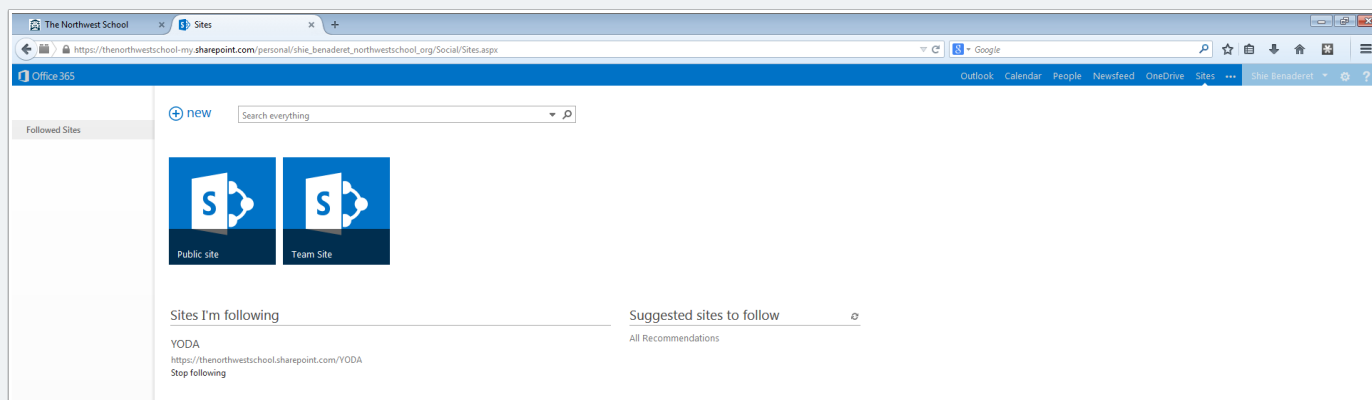 The Northwest School × Sites × +
https://thenorthwestschool-my.sharepoint.com/personal/shie_benaderet_northwestschool_org/Social/Sites.aspx Google
Office 365 Outlook Calendar People Newsfeed OneDrive Sites ••• Shie Benaderet ?
new Search everything
Followed Sites
S S
Public site Team Site
Sites I'm following Suggested sites to follow
YODA All Recommendations
https://thenorthwestschool.sharepoint.com/YODA
Stop following